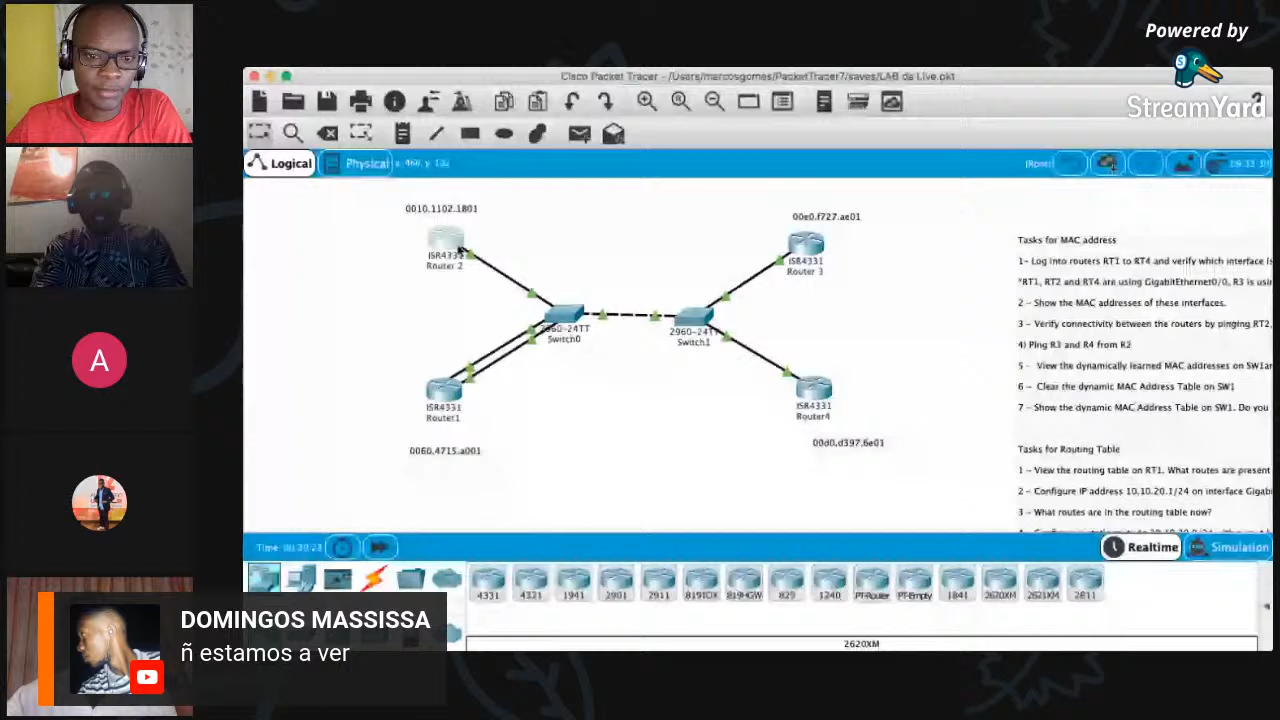 Powered by
StreamYard
Cisco Packet Tracer - /Users/marcosgomes/PacketTracer7/saves/LAB da Live.pkt
Logical
Physical
0010.1102.1801
00e0.f727.ae01
ISR4331
Router 2
ISR4331
Router 3
2960-24TT
Switch0
2960-24TT
Switch1
ISR4331
Router1
ISR4331
Router4
0060.4715.a001
00d0.d397.6e01
Tasks for MAC address
1- Log into routers RT1 to RT4 and verify which interface is
*RT1, RT2 and RT4 are using GigabitEthernet0/0, R3 is usin
2 - Show the MAC addresses of these interfaces.
3 - Verify connectivity between the routers by pinging RT2,
4) Ping R3 and R4 from R2
5 - View the dynamically learned MAC addresses on SW1an
6 - Clear the dynamic MAC Address Table on SW1
7 - Show the dynamic MAC Address Table on SW1. Do you
Tasks for Routing Table
1 - View the routing table on RT1. What routes are present
2 - Configure IP address 10.10.20.1/24 on interface Gigabi
3 - What routes are in the routing table now?
Realtime
Simulation
4331 4321 1941 2901 2911 819IOX 819HGW 829 1240 PT-Router PT-Empty 1841 2620XM 2621XM 2811
2620XM
A
DOMINGOS MASSISSA
ñ estamos a ver